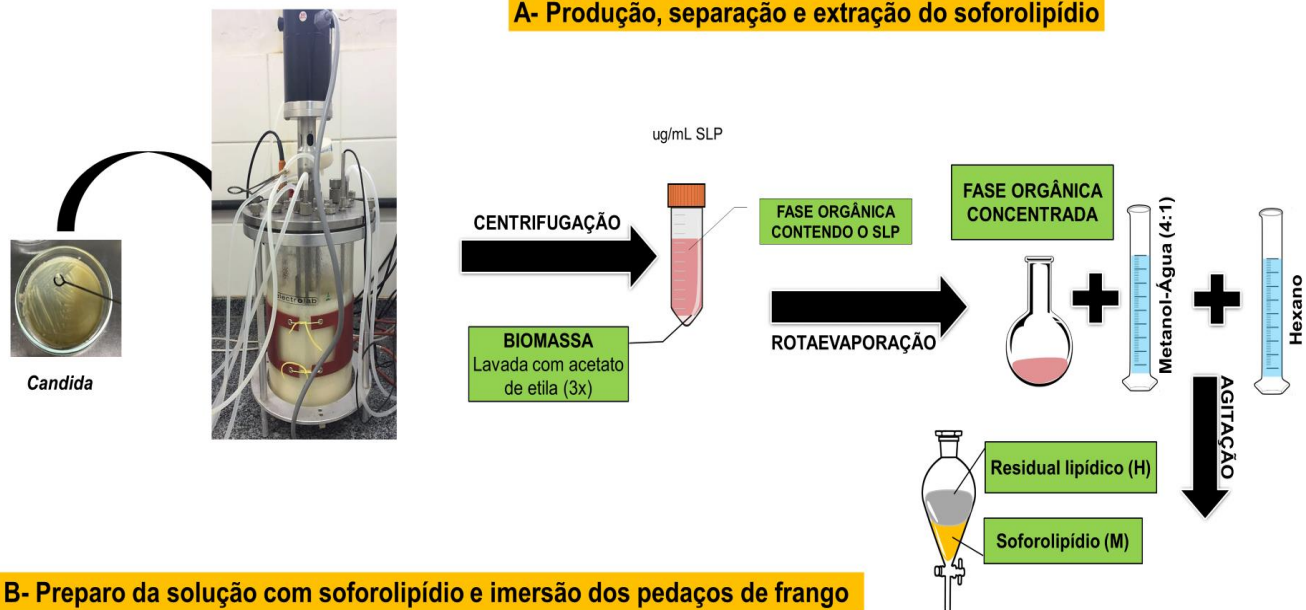 A- Produção, separação e extração do soforolipídio
ug/mL SLP
CENTRIFUGAÇÃO
FASE ORGÂNICA
CONTENDO O SLP
FASE ORGÂNICA
CONCENTRADA
Metanol-Água (4:1)
Hexano
electrolab
BIOMASSA
Lavada com acetato
de etila (3x)
ROTAEVAPORAÇÃO
Candida
AGITAÇÃO
Residual lipídico (H)
Soforolipídio (M)
B- Preparo da solução com soforolipídio e imersão dos pedaços de frango